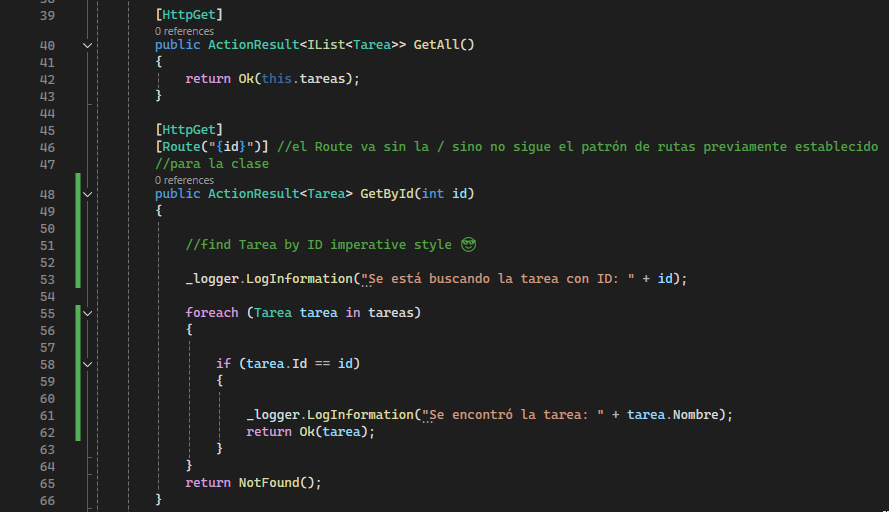 39 [HttpGet]
0 references
40 public ActionResult<IList<Tarea>> GetAll()
41 {
42 return Ok(this.tareas);
43 }
44
45 [HttpGet]
46 [Route("{id}")] //el Route va sin la / sino no sigue el patrón de rutas previamente establecido
47 //para la clase
0 references
48 public ActionResult<Tarea> GetById(int id)
49 {
50
51 //find Tarea by ID imperative style 😎
52
53 _logger.LogInformation("Se está buscando la tarea con ID: " + id);
54
55 foreach (Tarea tarea in tareas)
56 {
57
58 if (tarea.Id == id)
59 {
60
61 _logger.LogInformation("Se encontró la tarea: " + tarea.Nombre);
62 return Ok(tarea);
63 }
64 }
65 return NotFound();
66 }